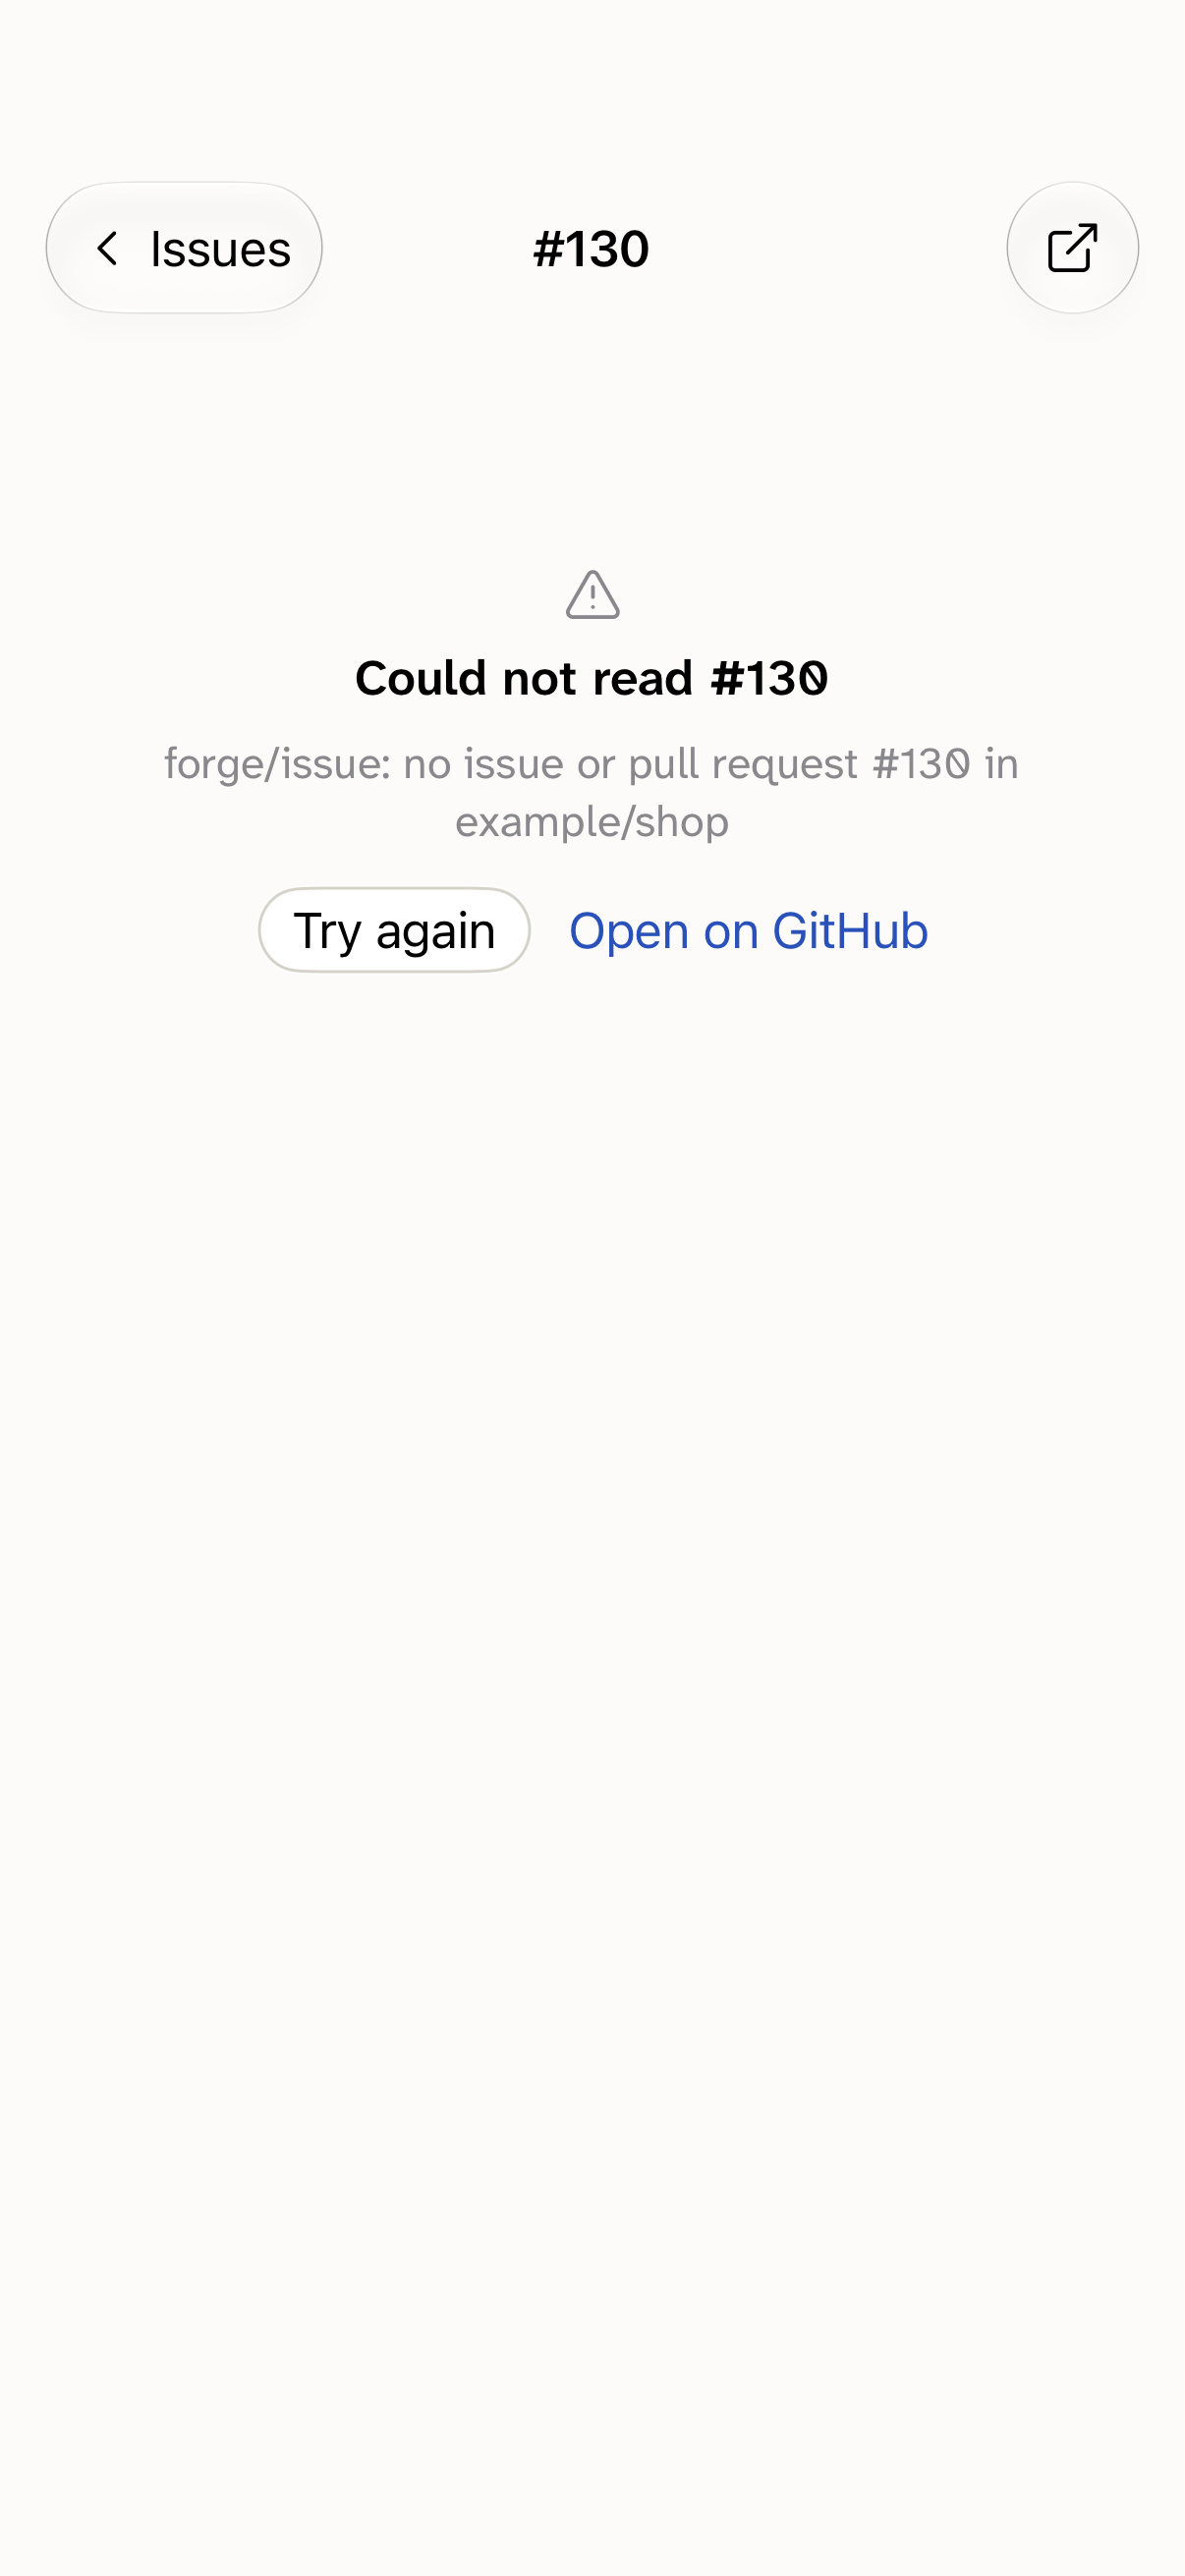 Issues
#130
Could not read #130
forge/issue: no issue or pull request #130 in
example/shop
Try again
Open on GitHub